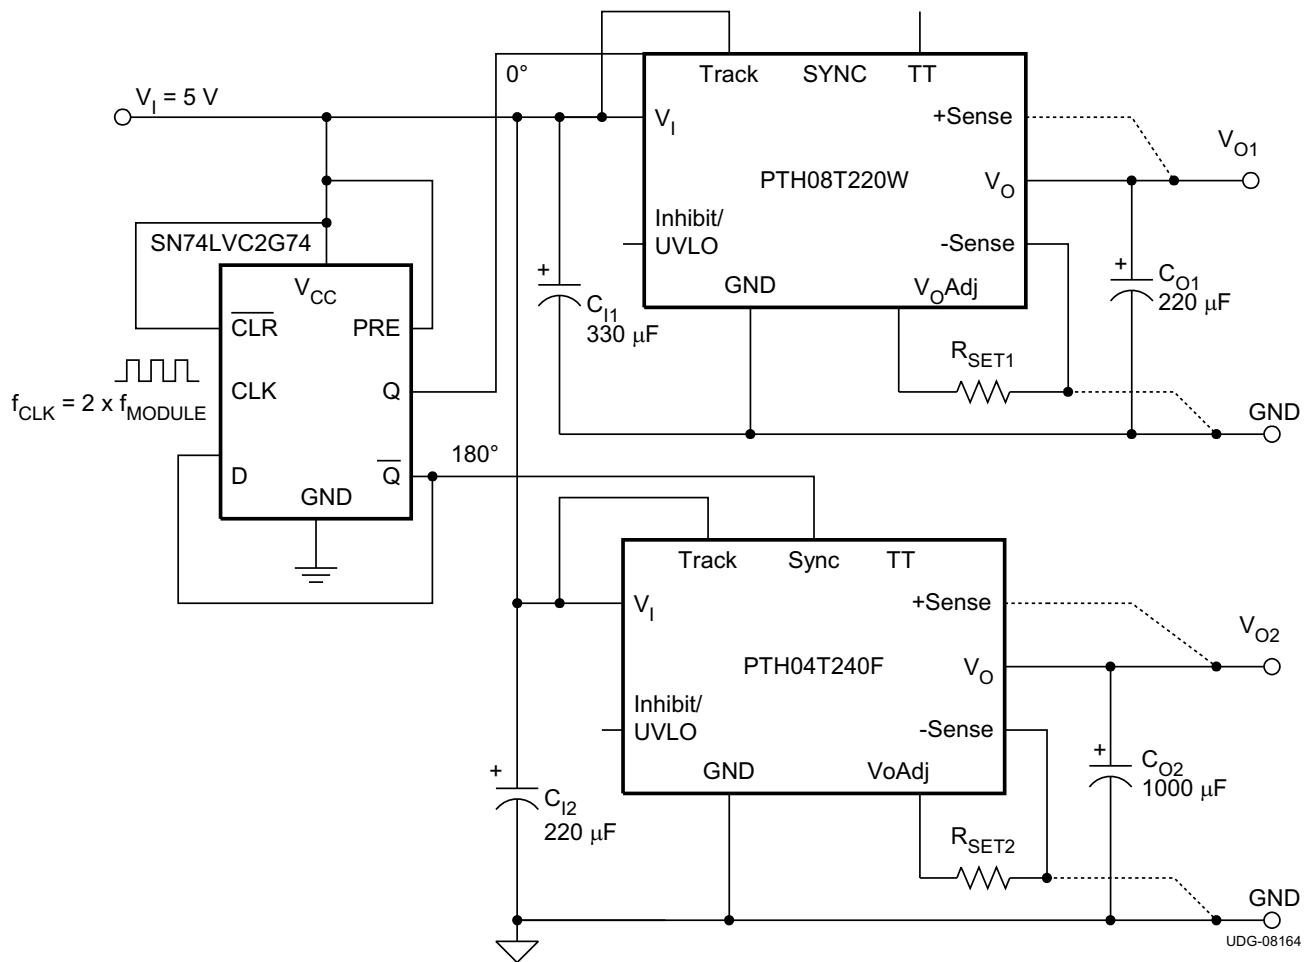 0°
Track
SYNC
TT
V_I = 5 V
V_I
+Sense
V_O1
PTH08T220W
V_O
Inhibit/
UVLO
-Sense
SN74LVC2G74
V_CC
GND
V_OAdj
C_I1
330 μF
C_O1
220 μF
CLR
PRE
R_SET1
CLK
Q
f_CLK = 2 x f_MODULE
GND
180°
D
Q
GND
Track
Sync
TT
V_I
+Sense
V_O2
PTH04T240F
V_O
Inhibit/
UVLO
-Sense
GND
VoAdj
C_O2
1000 μF
C_I2
220 μF
R_SET2
GND
UDG-08164